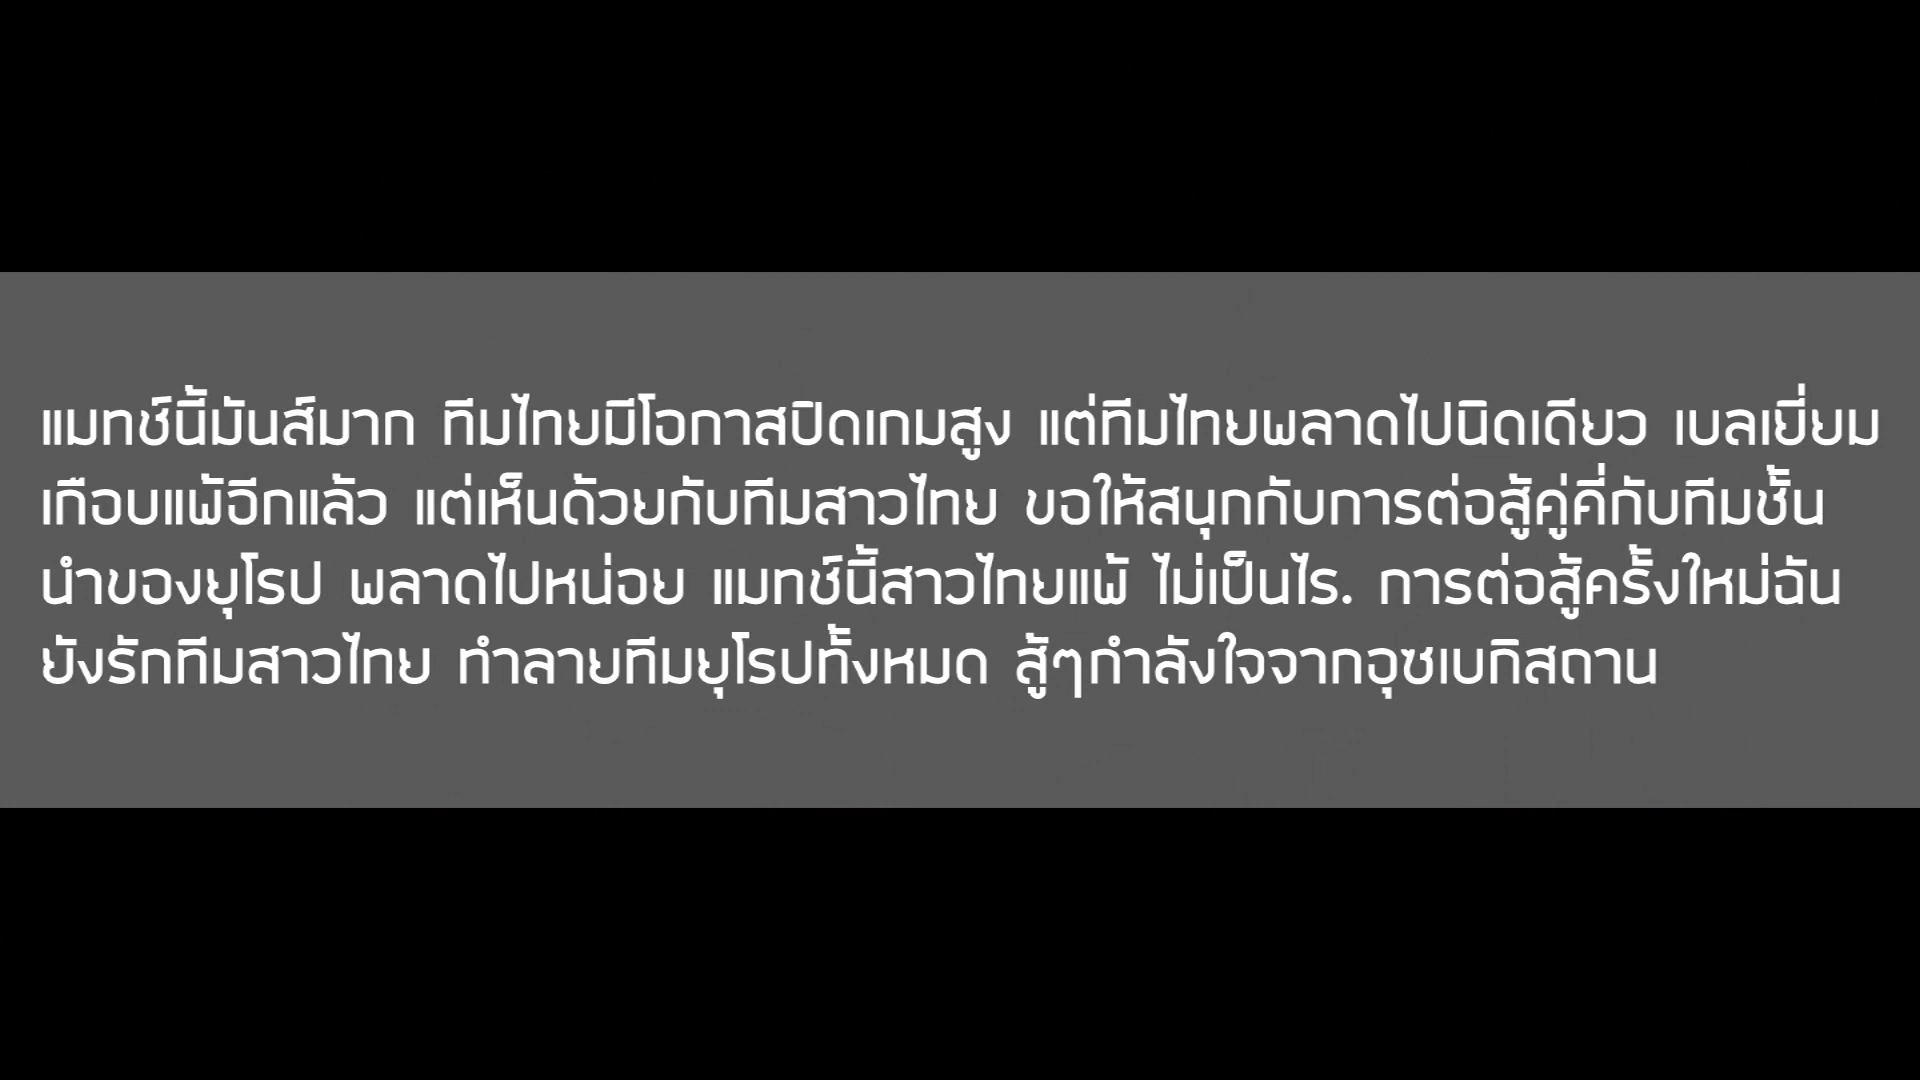 แมทช์นี้มันส์มาก ทีมไทยมีโอกาสปิดเกมสูง แต่ทีมไทยพลาดไปนิดเดียว เบลเยี่ยม
เกือบแพ้อีกแล้ว แต่เห็นด้วยกับทีมสาวไทย ขอให้สนุกกับการต่อสู้คู่คี่กับทีมชั้น
นำของยุโรป พลาดไปหน่อย แมทช์นี้สาวไทยแพ้ ไม่เป็นไร. การต่อสู้ครั้งใหม่ฉัน
ยังรักทีมสาวไทย ทำลายทีมยุโรปทั้งหมด สู้ๆกำลังใจจากอุซเบกิสถาน